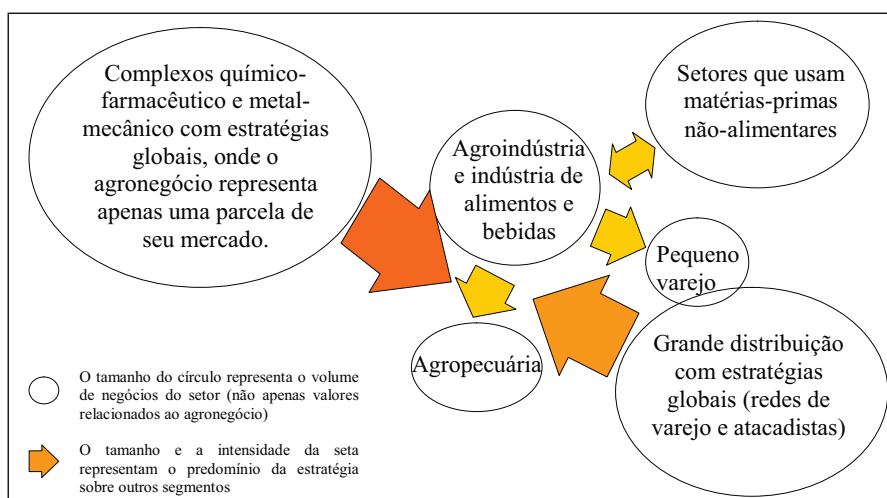 Complexos químico-
farmacêutico e metal-
mecânico com estratégias
globais, onde o
agronegócio representa
apenas uma parcela de
seu mercado.
Setores que usam
matérias-primas
não-alimentares
Agroindústria
e indústria de
alimentos e
bebidas
Pequeno
varejo
Agropecuária
Grande distribuição
com estratégias
globais (redes de
varejo e atacadistas)
O tamanho do círculo representa o volume
de negócios do setor (não apenas valores
relacionados ao agronegócio)
O tamanho e a intensidade da seta
representam o predomínio da estratégia
sobre outros segmentos